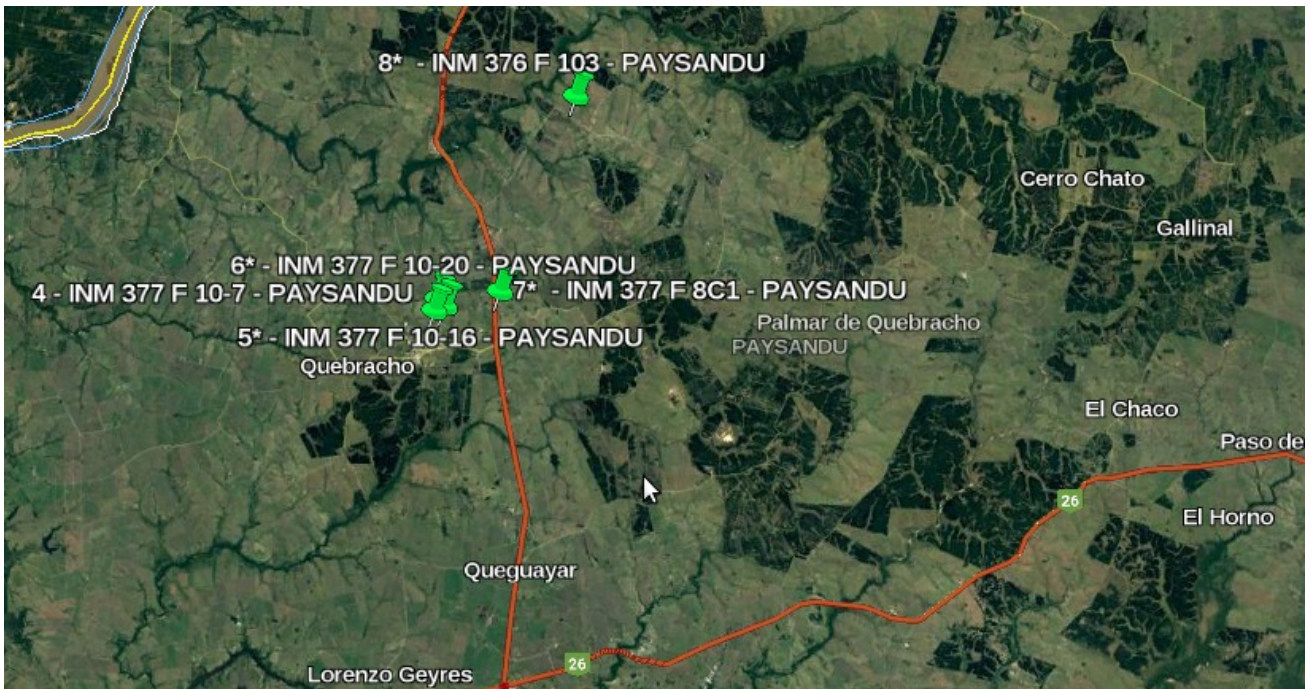 8* - INM 376 F 103 - PAYSANDU
Cerro Chato
Gallinal
6* - INM 377 F 10-20 - PAYSANDU
4 - INM 377 F 10-7 - PAYSANDU
7* - INM 377 F 8C1 - PAYSANDU
5* - INM 377 F 10-16 - PAYSANDU
Palmar de Quebracho
PAYSANDU
Quebracho
El Chaco
Paso de
26
El Horno
Queguayar
26
Lorenzo Geyres